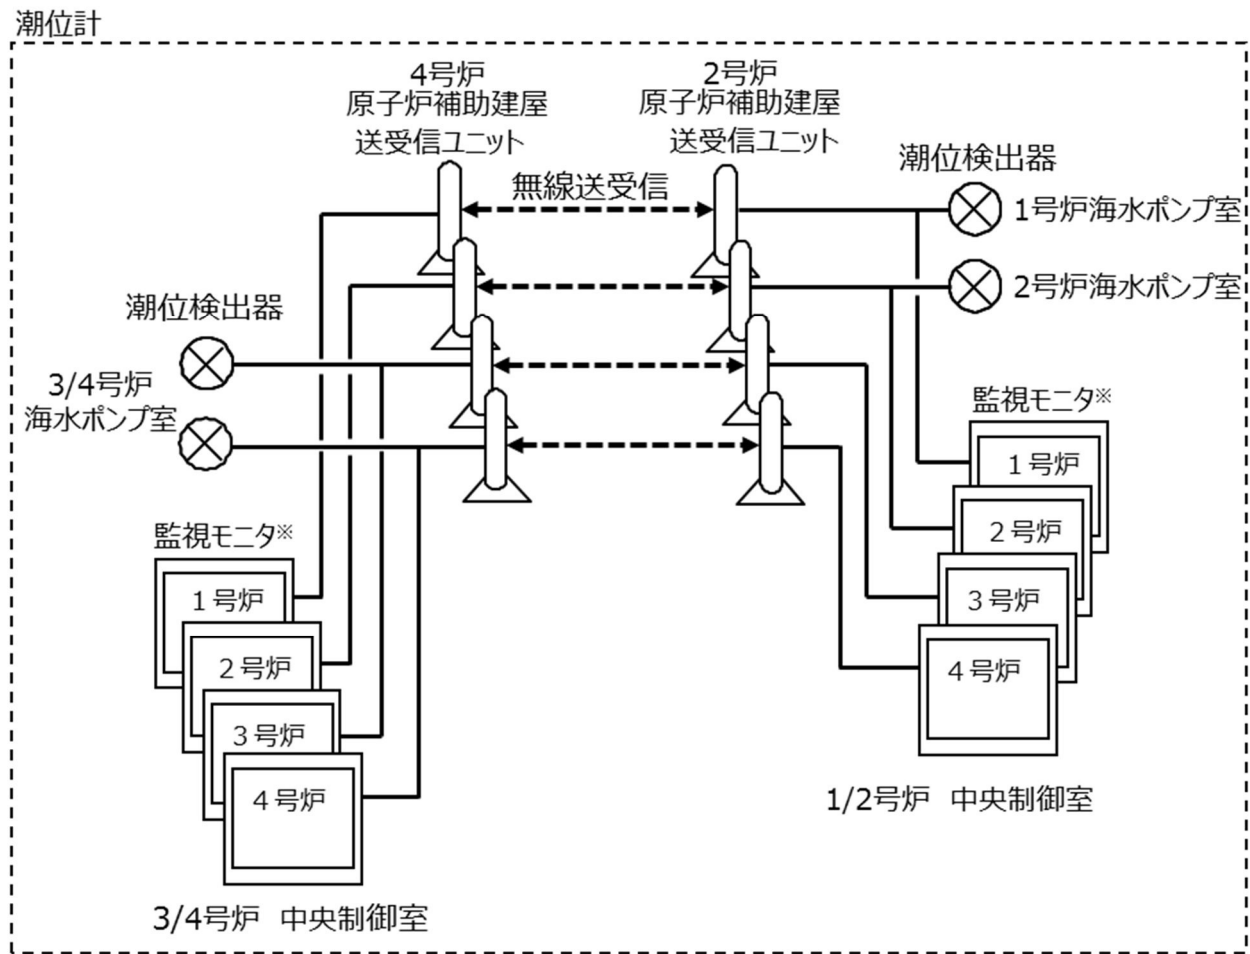 潮位計
4号炉
原子炉補助建屋
送受信ユニット
2号炉
原子炉補助建屋
送受信ユニット
無線送受信
潮位検出器
1号炉海水ポンプ室
2号炉海水ポンプ室
潮位検出器
3/4号炉
海水ポンプ室
監視モニタ※
1号炉
2号炉
3号炉
4号炉
1/2号炉 中央制御室
監視モニタ※
1号炉
2号炉
3号炉
4号炉
3/4号炉 中央制御室